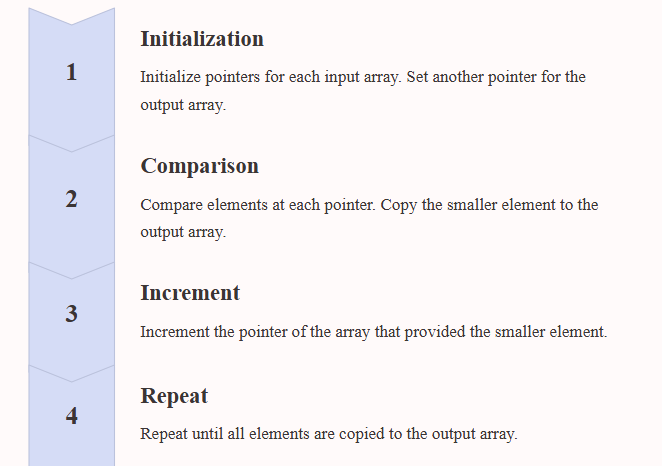 1
Initialization
Initialize pointers for each input array. Set another pointer for the
output array.
2
Comparison
Compare elements at each pointer. Copy the smaller element to the
output array.
3
Increment
Increment the pointer of the array that provided the smaller element.
4
Repeat
Repeat until all elements are copied to the output array.